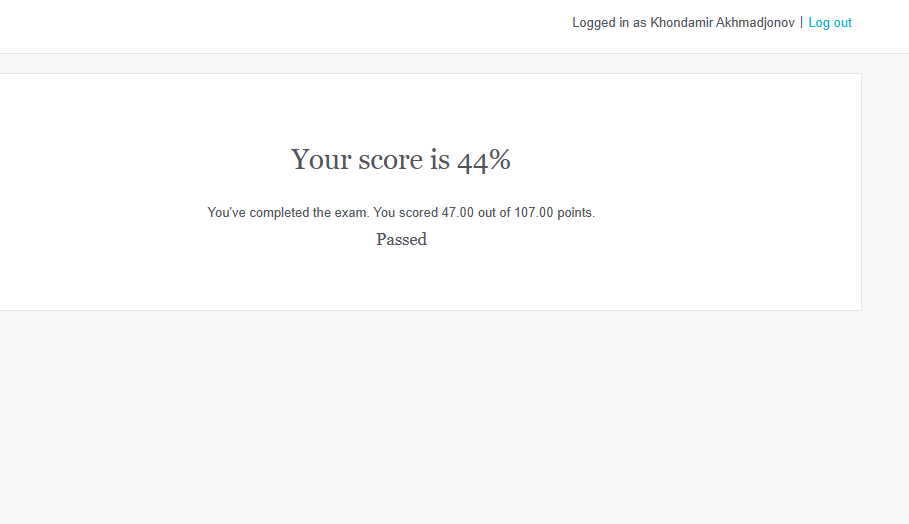 Logged in as Khondamir Akhmadjonov | Log out
Your score is 44%
You've completed the exam. You scored 47.00 out of 107.00 points.
Passed